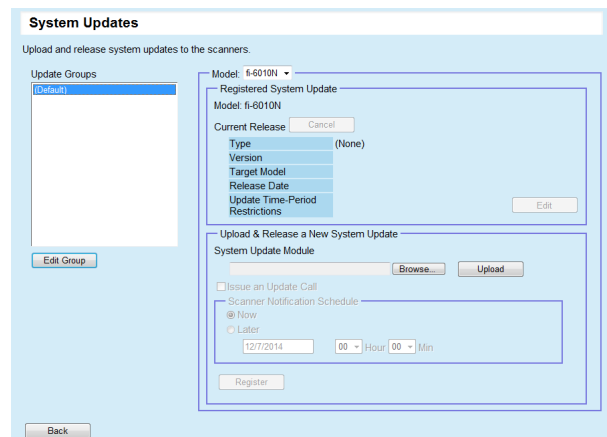 System Updates
Upload and release system updates to the scanners.
Update Groups
(Default)
Edit Group
Model: fi-6010N
Registered System Update
Model: fi-6010N
Current Release Cancel
Type (None)
Version
Target Model
Release Date
Update Time-Period
Restrictions
Edit
Upload & Release a New System Update
System Update Module
Browse... Upload
Issue an Update Call
Scanner Notification Schedule
Now
Later
12/7/2014 00 Hour 00 Min
Register
Back